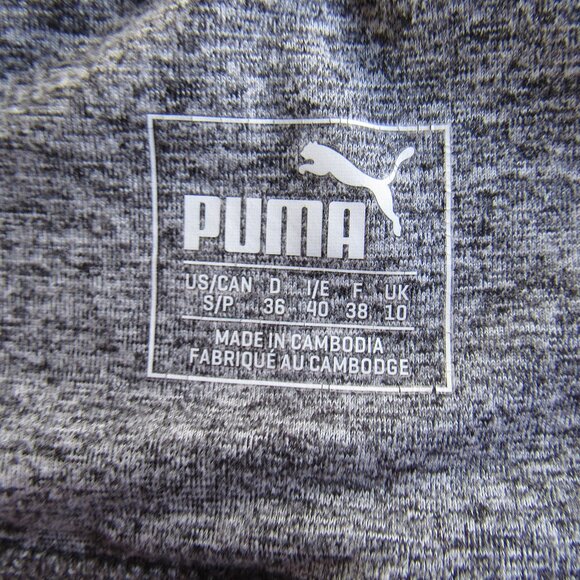 PUMA
US/CAN D I/E F UK
S/P 36 40 38 10
MADE IN CAMBODIA
FABRIQUÉ AU CAMBODGE